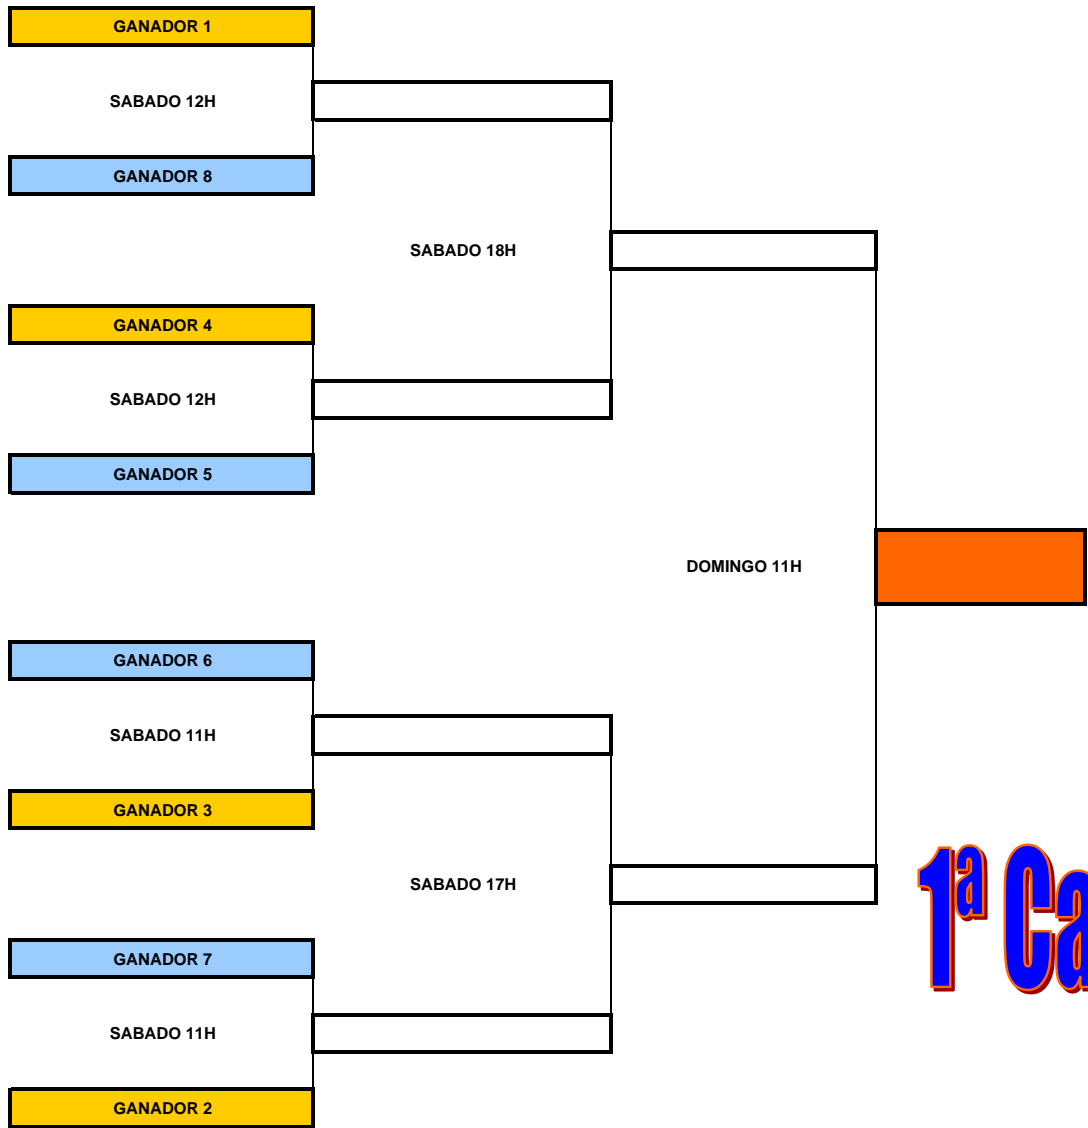 GANADOR 1
SABADO 12H
GANADOR 8
SABADO 18H
GANADOR 4
SABADO 12H
GANADOR 5
DOMINGO 11H
GANADOR 6
SABADO 11H
GANADOR 3
SABADO 17H
1ª Ca
GANADOR 7
SABADO 11H
GANADOR 2